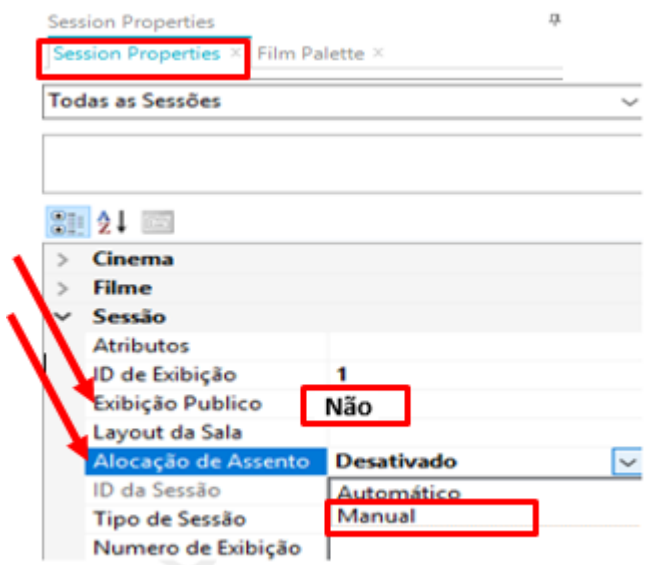 Session Properties
Session Properties × Film Palette ×
Todas as Sessões
Cinema
Filme
Sessão
Atributos
ID de Exibição 1
Exibição Publico Não
Layout da Sala
Alocação de Assento Desativado
ID da Sessão Automático
Tipo de Sessão Manual
Numero de Exibição